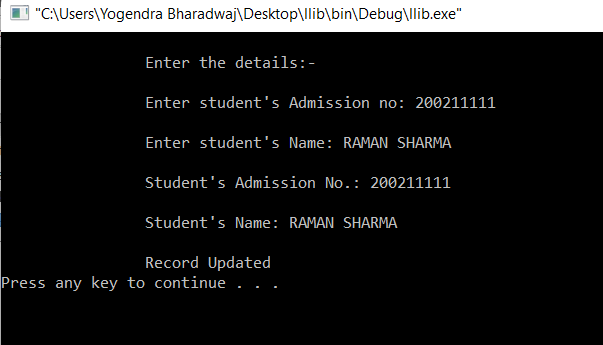 "C:\Users\Yogendra Bharadwaj\Desktop\llib\bin\Debug\llib.exe"
Enter the details:-
Enter student's Admission no: 200211111
Enter student's Name: RAMAN SHARMA
Student's Admission No.: 200211111
Student's Name: RAMAN SHARMA
Record Updated
Press any key to continue . . .